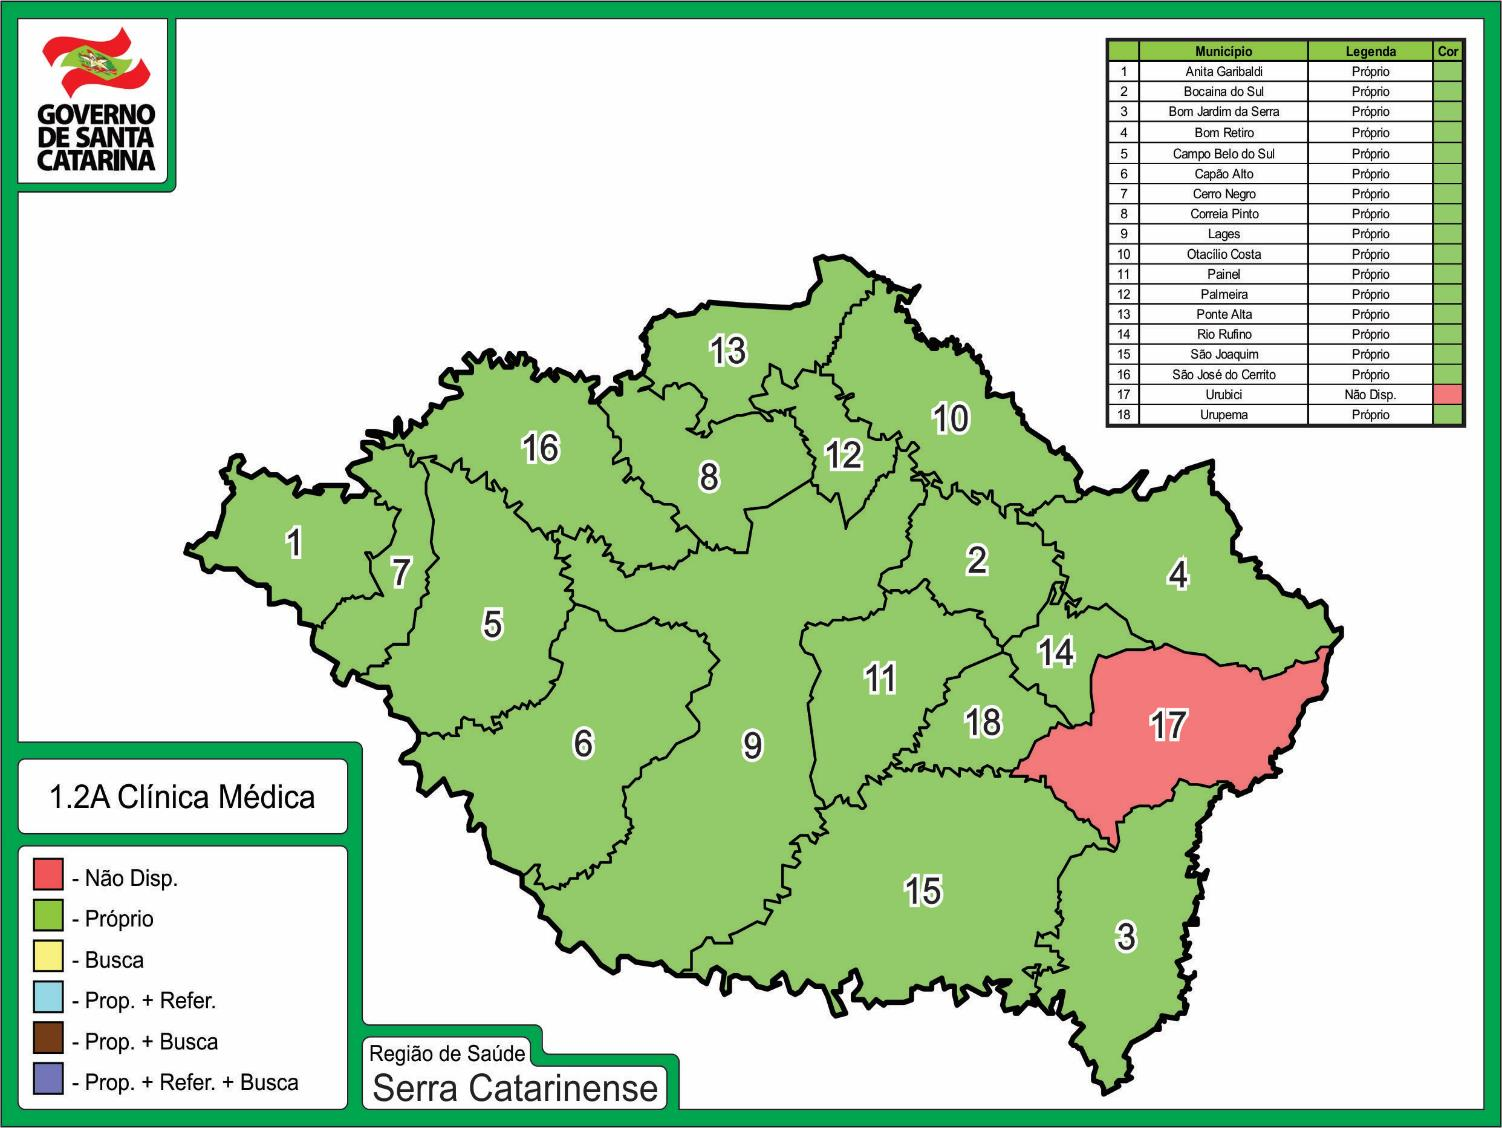 GOVERNO
DE SANTA
CATARINA
Município Legenda Cor
1 Anita Garibaldi Próprio
2 Bocaina do Sul Próprio
3 Bom Jardim da Serra Próprio
4 Bom Retiro Próprio
5 Campo Belo do Sul Próprio
6 Capão Alto Próprio
7 Cerro Negro Próprio
8 Correia Pinto Próprio
9 Lages Próprio
10 Otacílio Costa Próprio
11 Painel Próprio
12 Palmeira Próprio
13 Ponte Alta Próprio
14 Rio Rufino Próprio
15 São Joaquim Próprio
16 São José do Cerrito Próprio
17 Urubici Não Disp.
18 Urupema Próprio
13
10
16
12
8
1
2
7
4
5
14
11
18
17
6
9
15
3
1.2A Clínica Médica
- Não Disp.
- Próprio
- Busca
- Prop. + Refer.
- Prop. + Busca
- Prop. + Refer. + Busca
Região de Saúde
Serra Catarinense